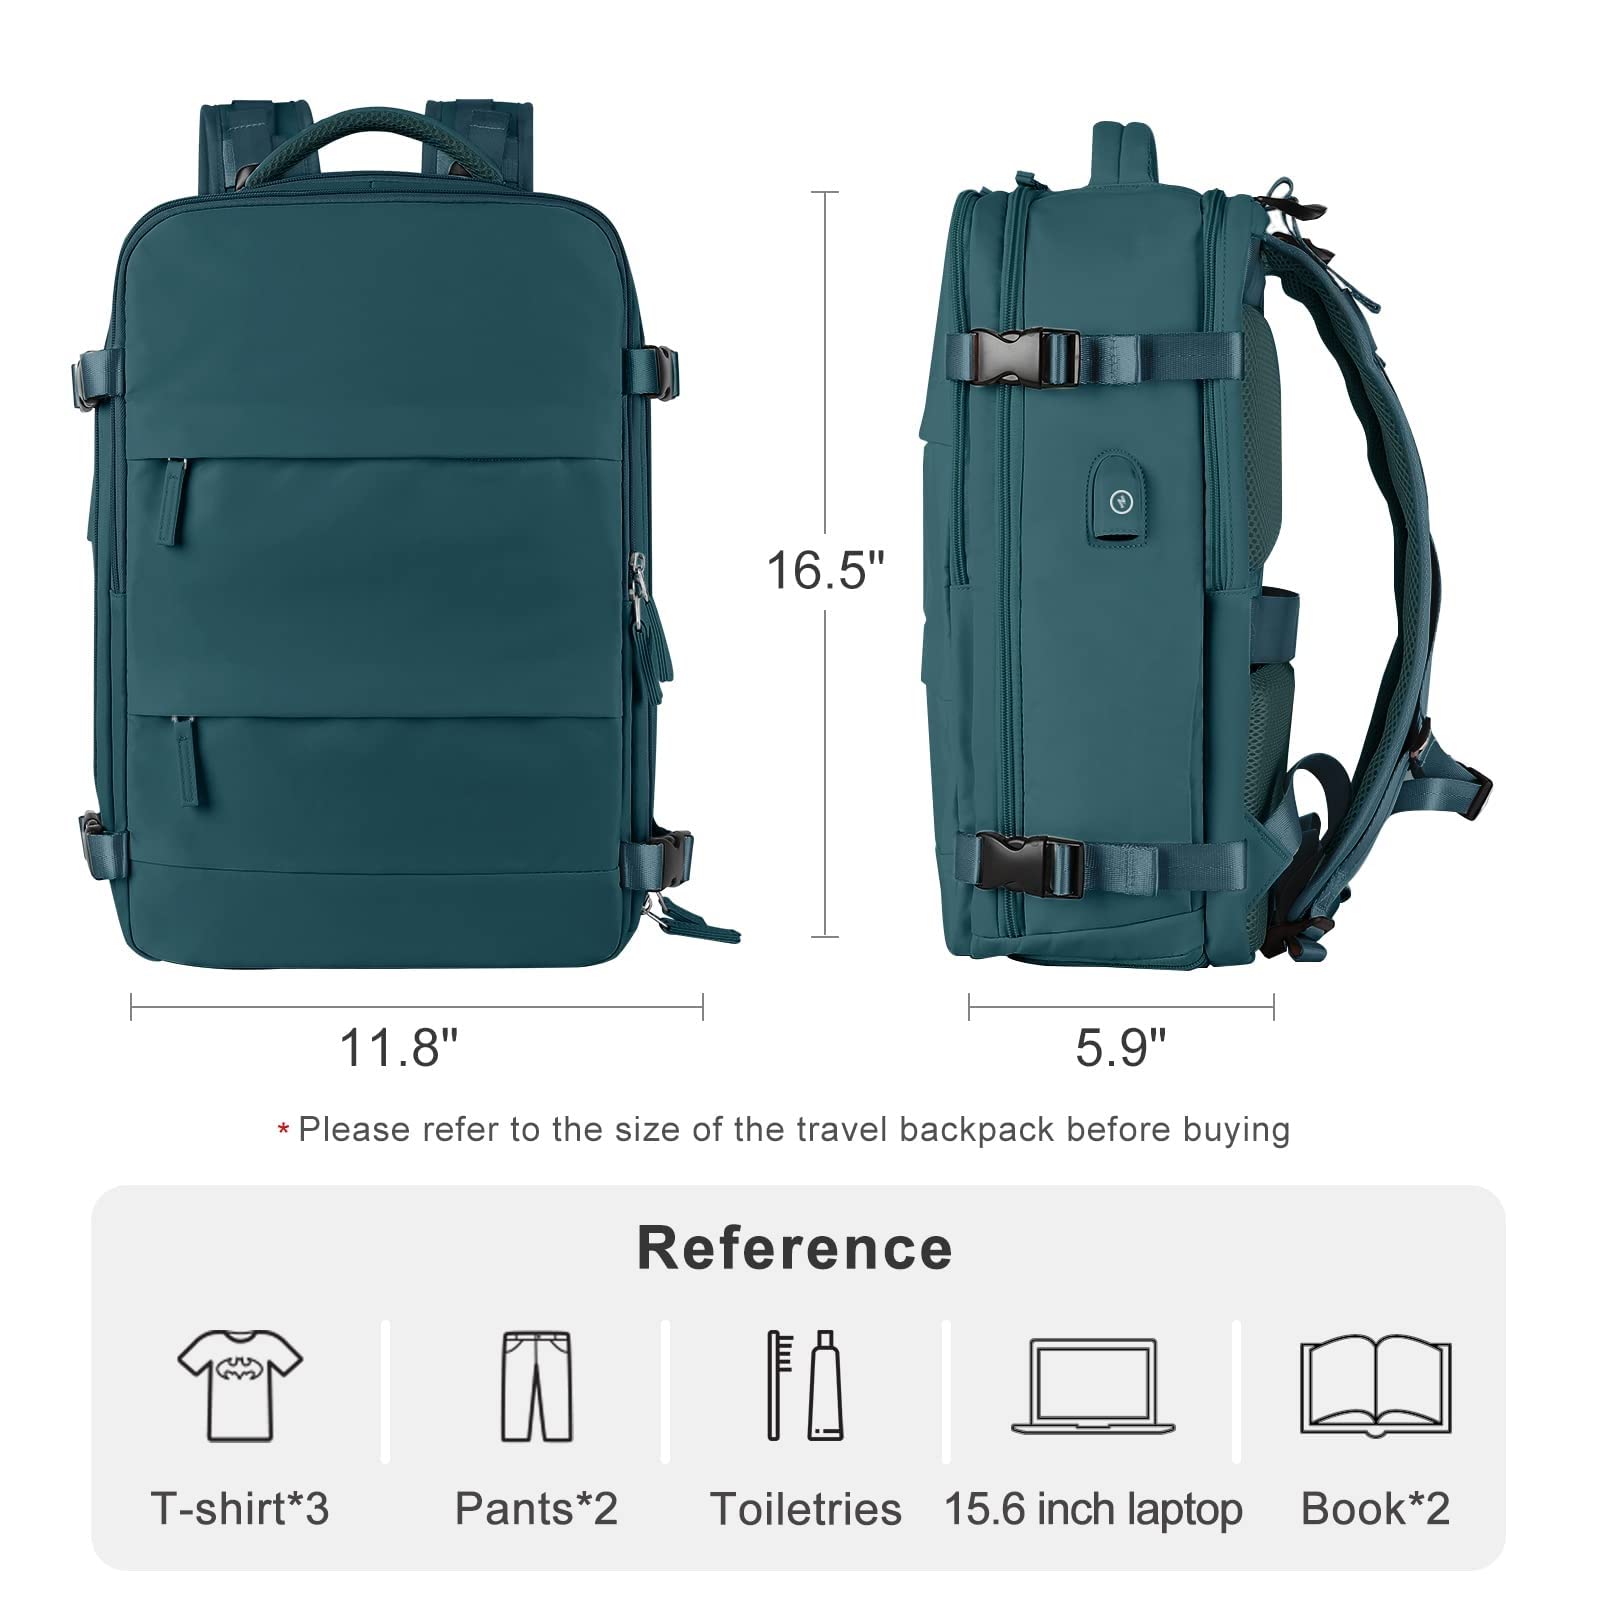 16.5"
11.8"
5.9"
* Please refer to the size of the travel backpack before buying
Reference
T-shirt*3
Pants*2
Toiletries
15.6 inch laptop
Book*2